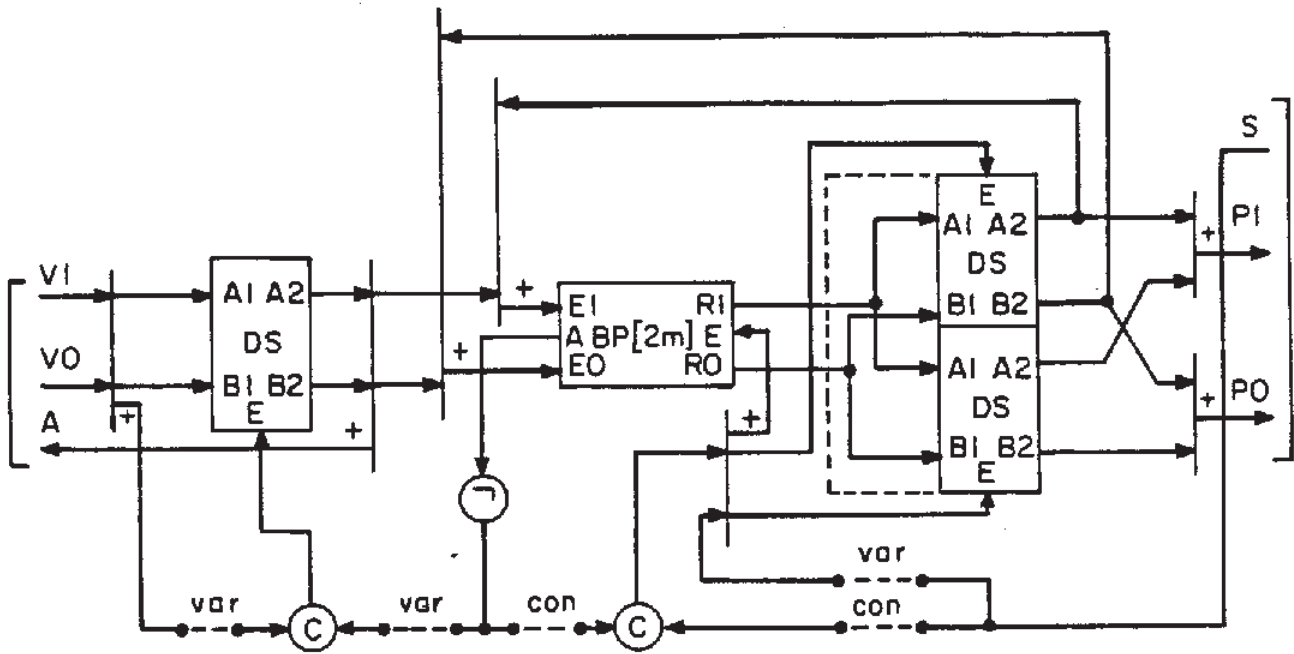 S
P1
+
V1
A1 A2
DS
B1 B2
E
V0
+
A
+
+
E1 R1
A BP[2m] E
E0 R0
+
+
E
A1 A2
DS
B1 B2
A1 A2
DS
B1 B2
E
+
P0
¬
var
var
var
con
con
C
C